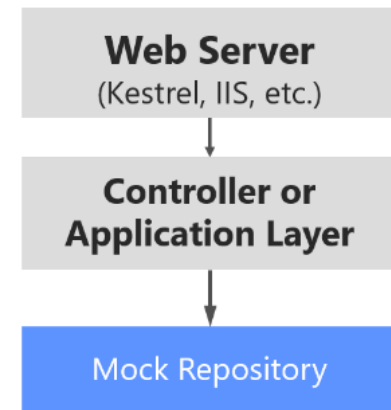 Web Server
(Kestrel, IIS, etc.)
Controller or
Application Layer
Mock Repository